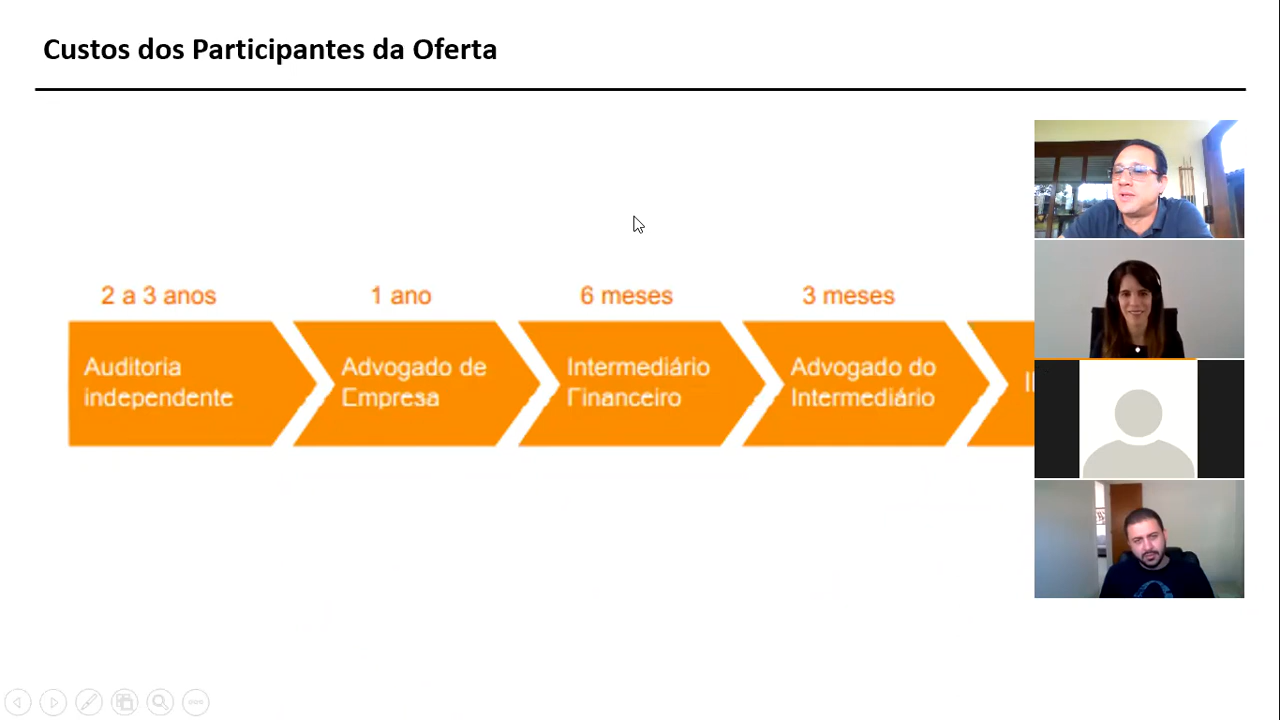 Custos dos Participantes da Oferta
2 a 3 anos
1 ano
6 meses
3 meses
Auditoria
independente
Advogado de
Empresa
Intermediário
Financeiro
Advogado do
Intermediário